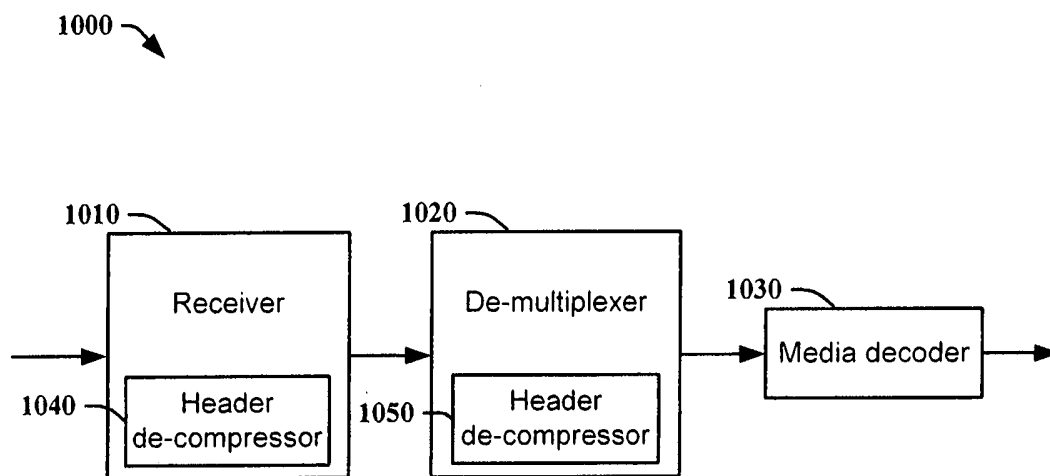 1000
1010
1020
1030
Receiver
De-multiplexer
Media decoder
1040
Header
de-compressor
1050
Header
de-compressor